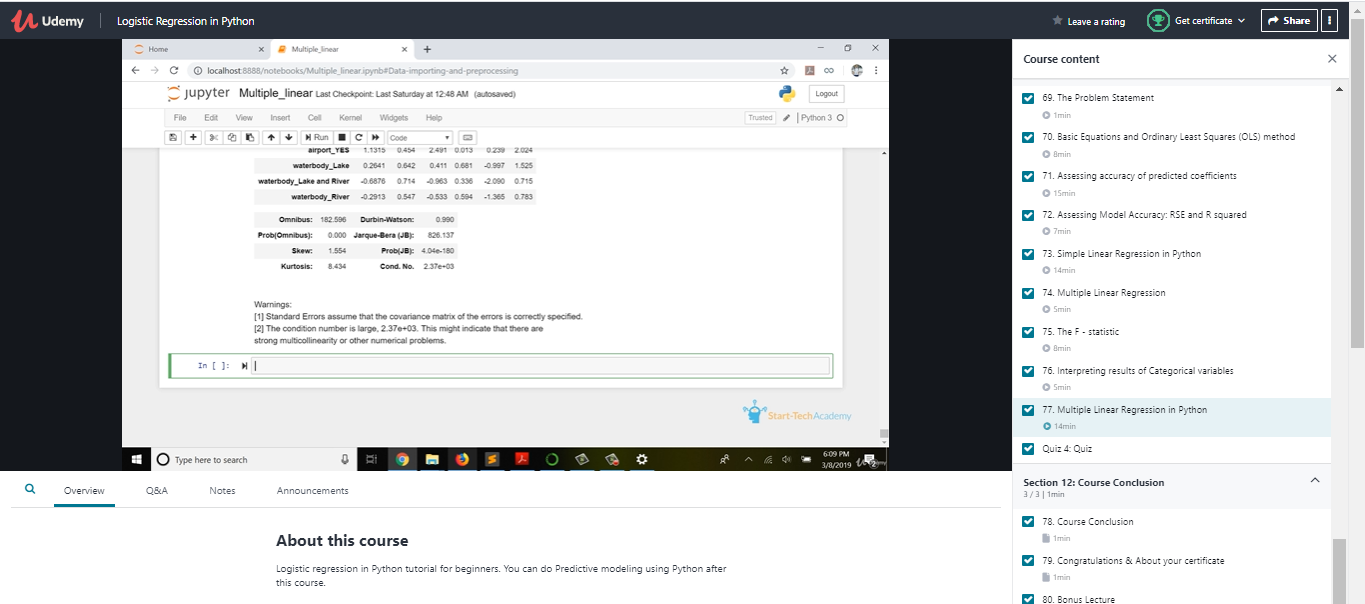 Udemy
Logistic Regression in Python
Leave a rating
Get certificate
Share
Home
Multiple_linear
localhost:8888/notebooks/Multiple_linear.ipynb#Data-importing-and-preprocessing
jupyter Multiple_linear Last Checkpoint: Last Saturday at 12:48 AM (autosaved)
Logout
File Edit View Insert Cell Kernel Widgets Help
Trusted Python 3
Run Code
airport_YES 1.1315 0.454 2.491 0.013 0.239 2.024
waterbody_Lake 0.2641 0.642 0.411 0.681 -0.997 1.525
waterbody_Lake and River -0.6876 0.714 -0.963 0.336 -2.090 0.715
waterbody_River -0.2913 0.547 -0.533 0.594 -1.365 0.783
Omnibus: 182.596 Durbin-Watson: 0.990
Prob(Omnibus): 0.000 Jarque-Bera (JB): 826.137
Skew: 1.554 Prob(JB): 4.04e-180
Kurtosis: 8.434 Cond. No. 2.37e+03
Warnings:
[1] Standard Errors assume that the covariance matrix of the errors is correctly specified.
[2] The condition number is large, 2.37e+03. This might indicate that there are
strong multicollinearity or other numerical problems.
In [ ]:
Start-Tech Academy
Type here to search
6:09 PM
3/8/2019
Overview
Q&A
Notes
Announcements
About this course
Logistic regression in Python tutorial for beginners. You can do Predictive modeling using Python after
this course.
Course content
69. The Problem Statement
1min
70. Basic Equations and Ordinary Least Squares (OLS) method
8min
71. Assessing accuracy of predicted coefficients
15min
72. Assessing Model Accuracy: RSE and R squared
7min
73. Simple Linear Regression in Python
14min
74. Multiple Linear Regression
5min
75. The F - statistic
8min
76. Interpreting results of Categorical variables
5min
77. Multiple Linear Regression in Python
14min
Quiz 4: Quiz
Section 12: Course Conclusion
3 / 3 | 1min
78. Course Conclusion
1min
79. Congratulations & About your certificate
1min
80. Bonus Lecture